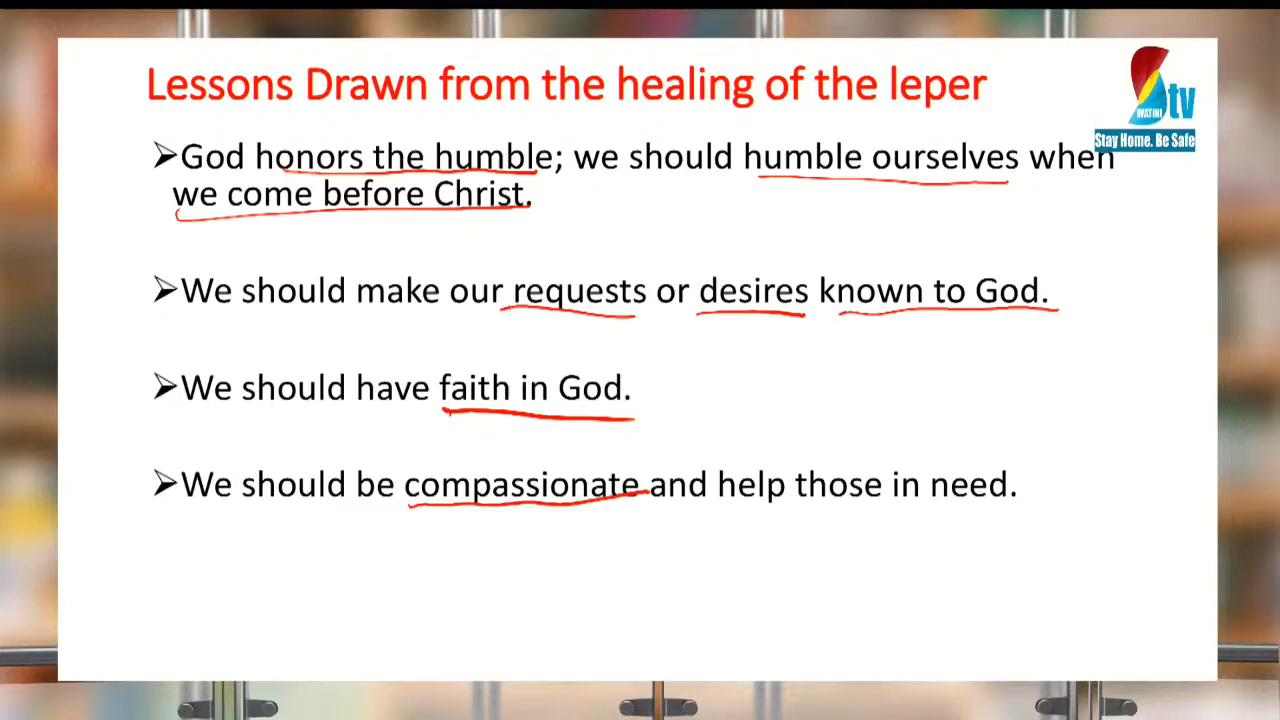 Lessons Drawn from the healing of the leper
tv
WATINI
Stay Home. Be Safe
➢God honors the humble; we should humble ourselves when
we come before Christ.
➢We should make our requests or desires known to God.
➢We should have faith in God.
➢We should be compassionate and help those in need.